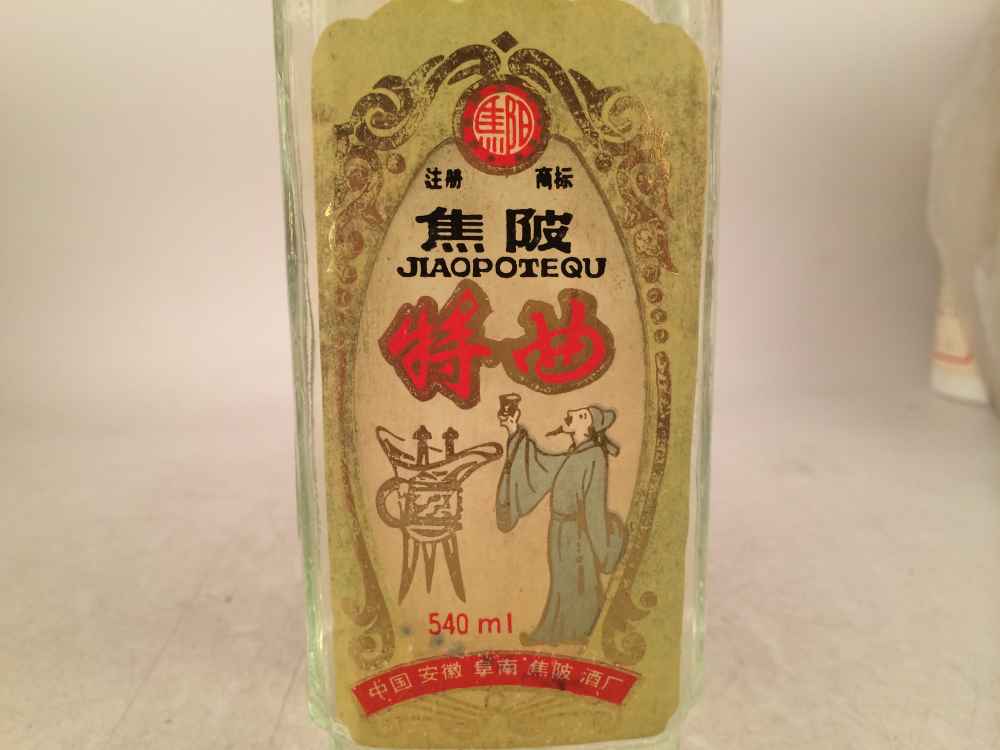 焦陂
注册 商标
焦陂
JIAOPOTEQU
特曲
540 ml
中国 安徽 阜南 焦陂 酒厂